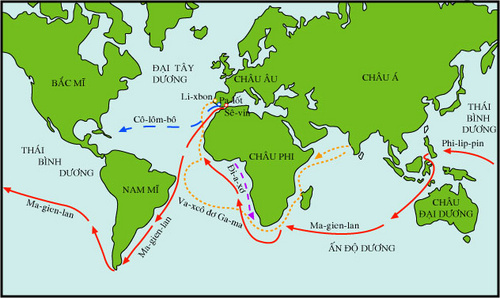 ĐẠI TÂY
DƯƠNG
BẮC MĨ
CHÂU ÂU
CHÂU Á
Li-xbon
Pa-lốt
Xê-vin
Cô-lôm-bô
THÁI
BÌNH
DƯƠNG
Phi-lip-pin
THÁI
BÌNH
DƯƠNG
CHÂU PHI
Đi-a-xơ
NAM MĨ
Va-xcô đơ Ga-ma
Ma-gien-lan
Ma-gien-lan
Ma-gien-lan
CHÂU
ĐẠI DƯƠNG
ẤN ĐỘ DƯƠNG